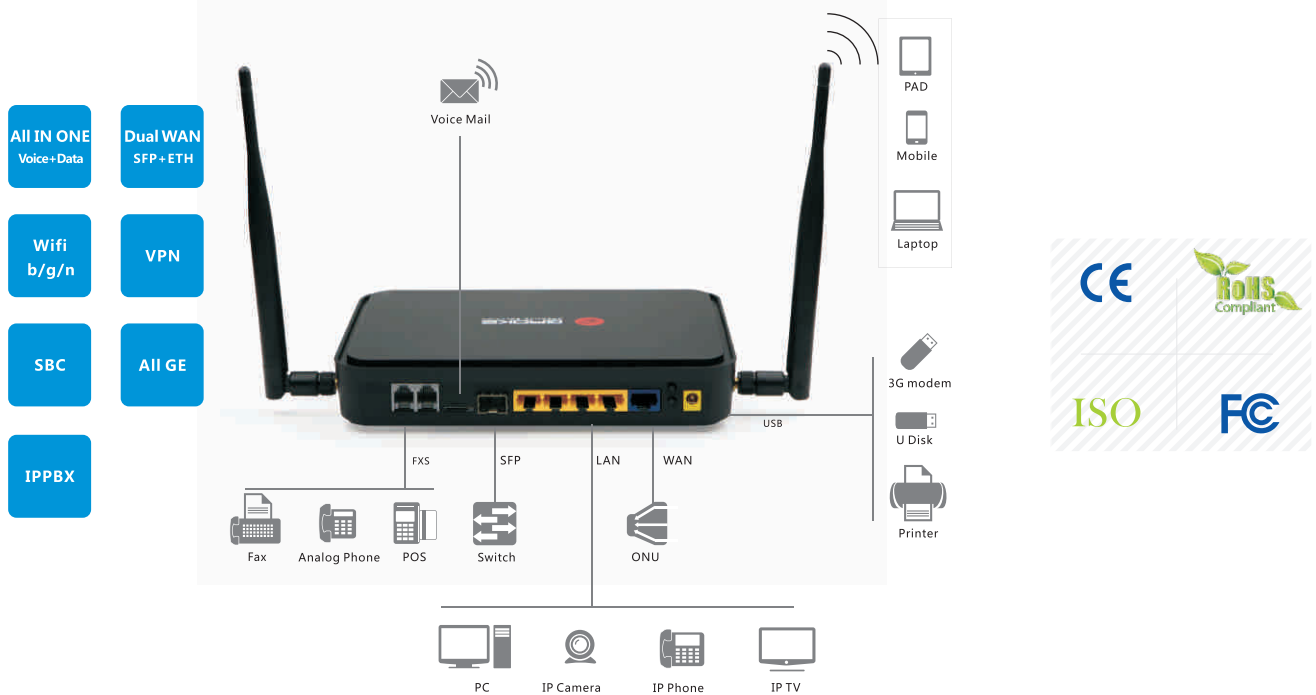 All IN ONE
Voice+Data
Dual WAN
SFP+ETH
Wifi
b/g/n
VPN
SBC
All GE
IPPBX
Voice Mail
PAD
Mobile
Laptop
3G modem
U Disk
Printer
USB
FXS
SFP
LAN
WAN
Fax
Analog Phone
POS
Switch
ONU
PC
IP Camera
IP Phone
IP TV
CE
RoHS
Compliant
ISO
FC